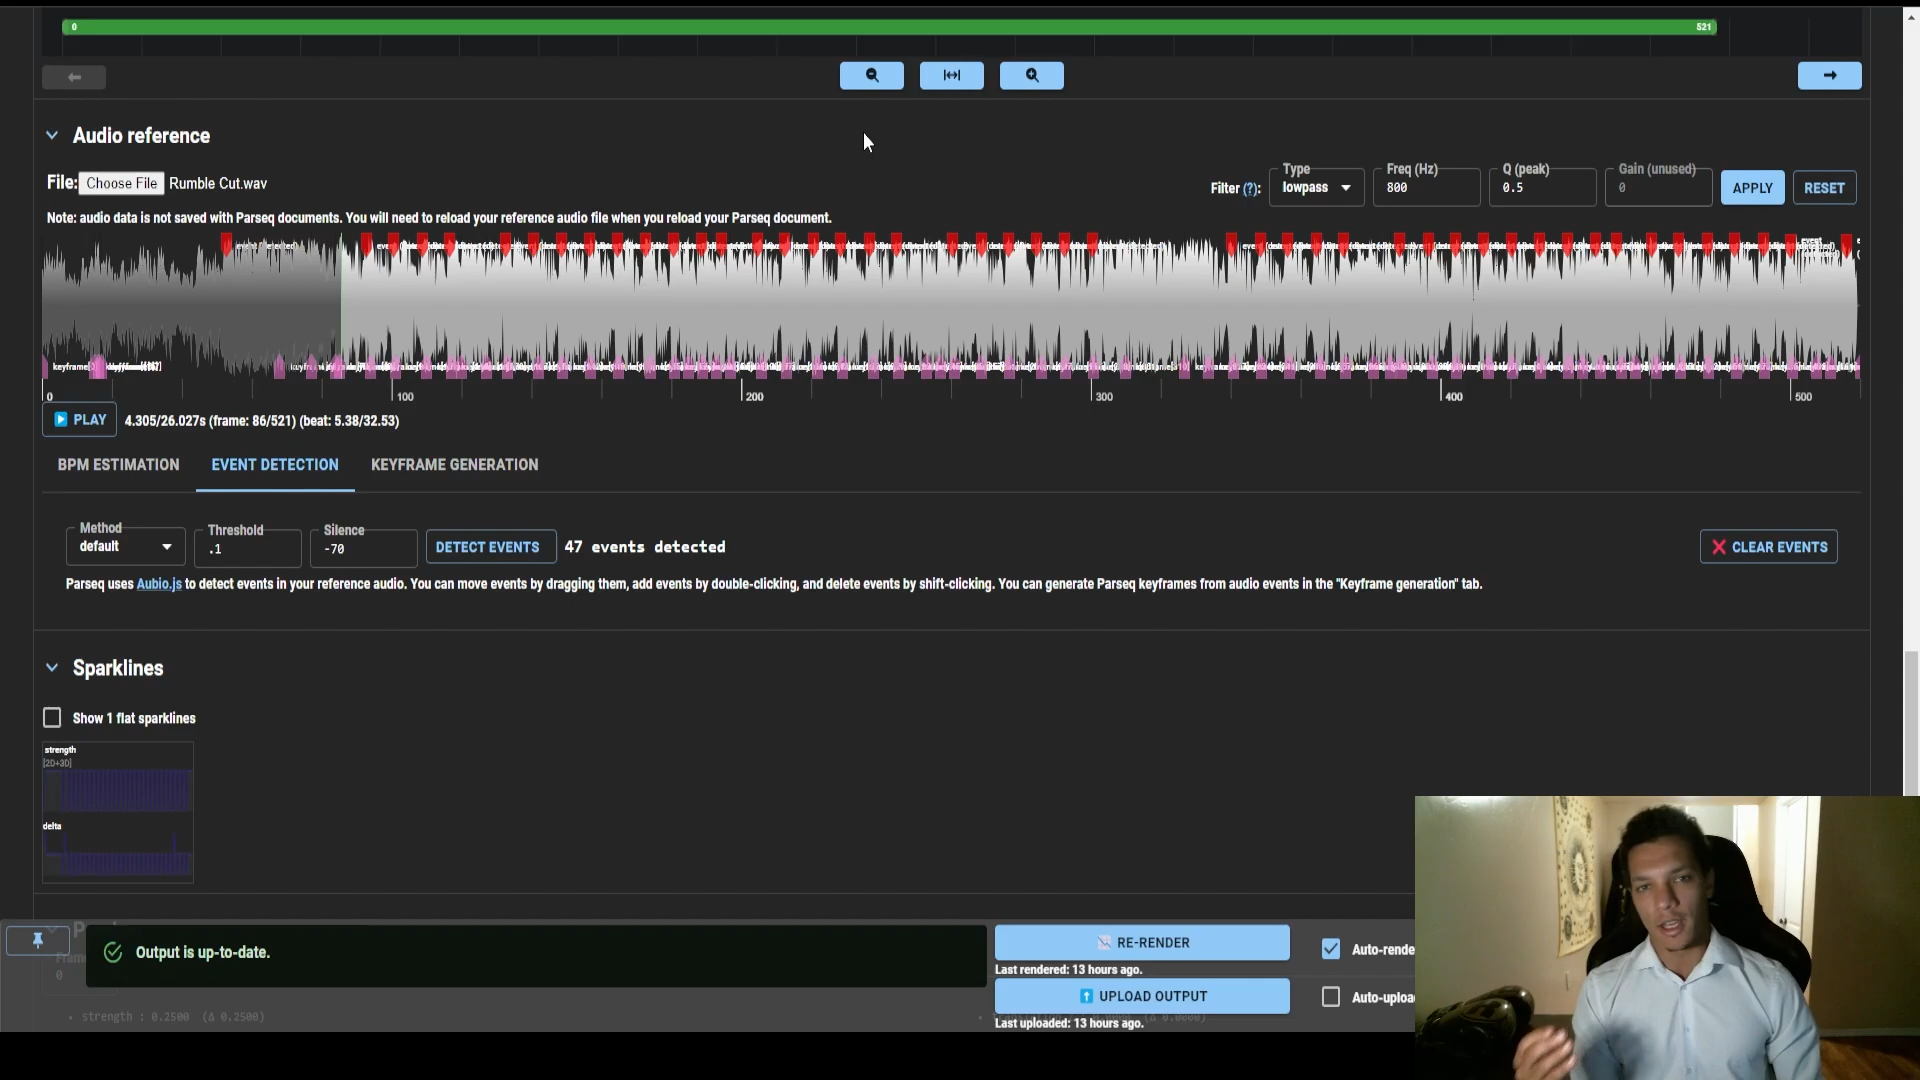 0
521
Audio reference
File: Choose File Rumble Cut.wav
Filter (?):
Type
lowpass
Freq (Hz)
800
Q (peak)
0.5
Gain (unused)
0
APPLY
RESET
Note: audio data is not saved with Parseq documents. You will need to reload your reference audio file when you reload your Parseq document.
0
100
200
300
400
500
PLAY
4.305/26.027s (frame: 86/521) (beat: 5.38/32.53)
BPM ESTIMATION
EVENT DETECTION
KEYFRAME GENERATION
Method
default
Threshold
.1
Silence
-70
DETECT EVENTS
47 events detected
CLEAR EVENTS
Parseq uses Aubio.js to detect events in your reference audio. You can move events by dragging them, add events by double-clicking, and delete events by shift-clicking. You can generate Parseq keyframes from audio events in the "Keyframe generation" tab.
Sparklines
Show 1 flat sparklines
strength
[2D+3D]
delta
Output is up-to-date.
RE-RENDER
Last rendered: 13 hours ago.
Auto-rende
UPLOAD OUTPUT
Last uploaded: 13 hours ago.
Auto-uploa
Fram
0
strength : 0.2500 (Δ 0.2500)